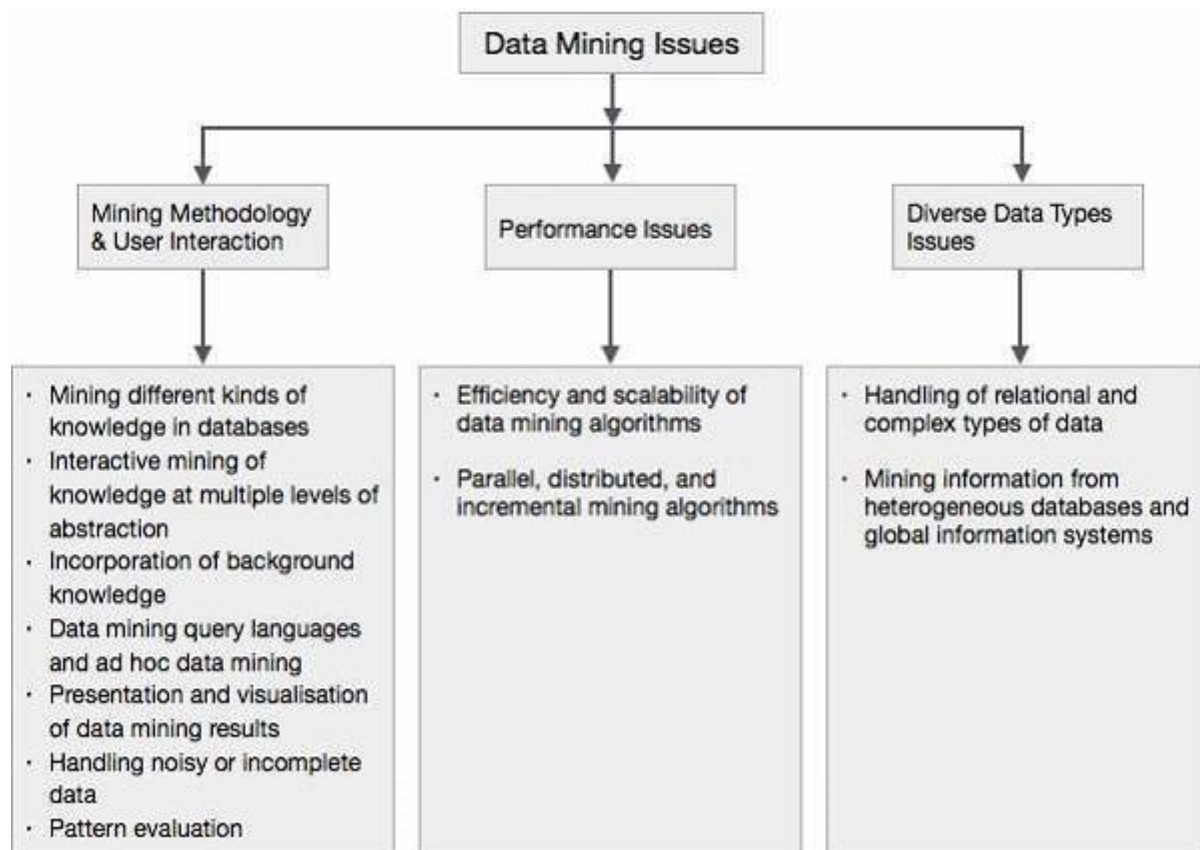 Data Mining Issues
Mining Methodology
& User Interaction
Performance Issues
Diverse Data Types
Issues
· Mining different kinds of
knowledge in databases
· Interactive mining of
knowledge at multiple levels of
abstraction
· Incorporation of background
knowledge
· Data mining query languages
and ad hoc data mining
· Presentation and visualisation
of data mining results
· Handling noisy or incomplete
data
· Pattern evaluation
· Efficiency and scalability of
data mining algorithms
· Parallel, distributed, and
incremental mining algorithms
· Handling of relational and
complex types of data
· Mining information from
heterogeneous databases and
global information systems